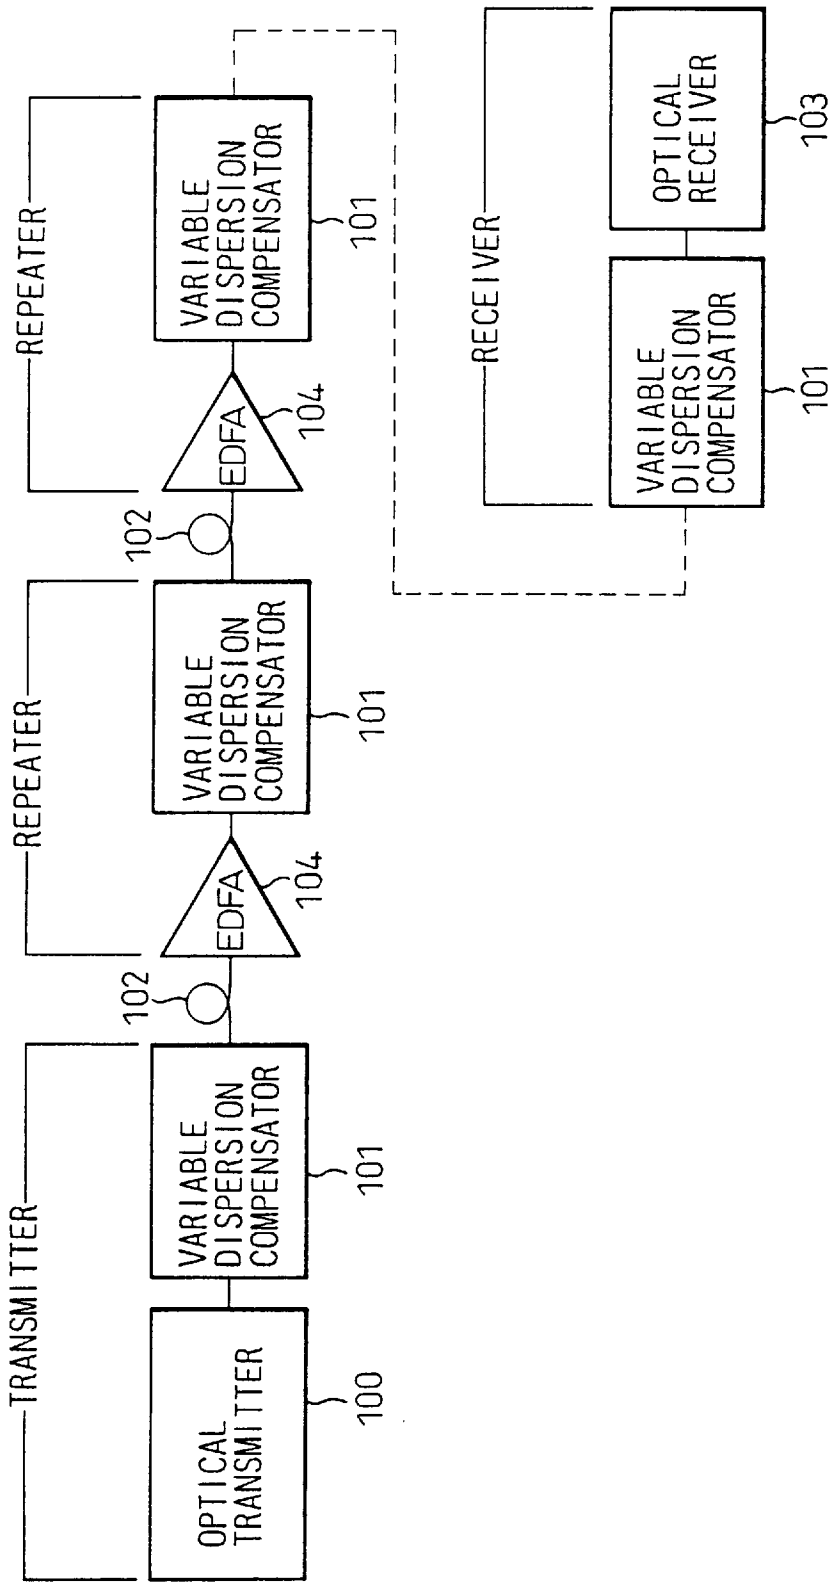 TRANSMITTER
OPTICAL
TRANSMITTER
100
VARIABLE
DISPERSION
COMPENSATOR
101
102
REPEATER
EDFA
104
VARIABLE
DISPERSION
COMPENSATOR
101
102
REPEATER
EDFA
104
VARIABLE
DISPERSION
COMPENSATOR
101
RECEIVER
VARIABLE
DISPERSION
COMPENSATOR
101
OPTICAL
RECEIVER
103